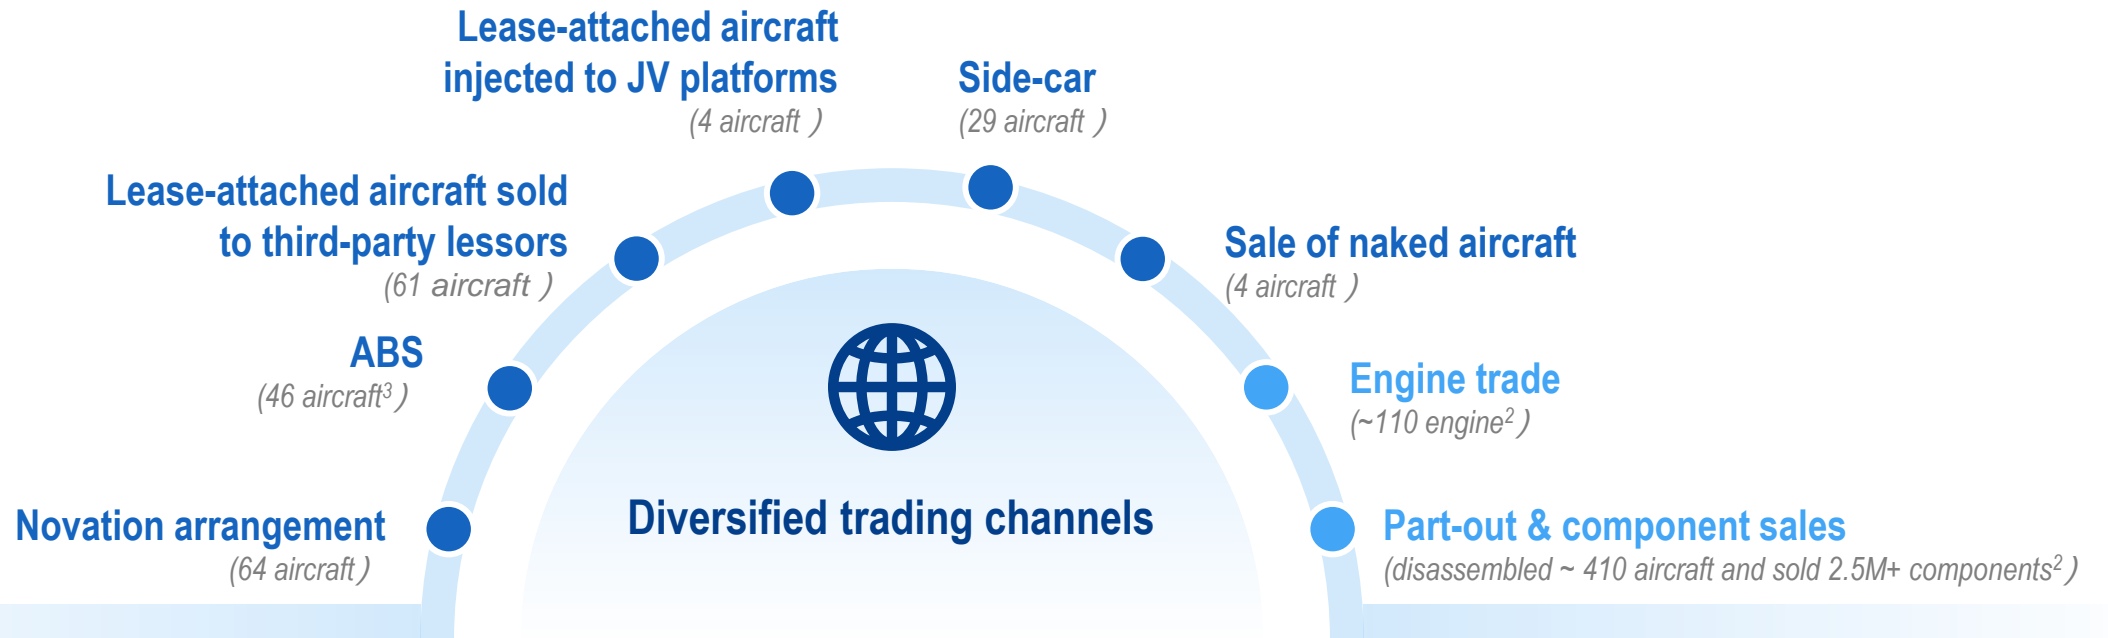 Lease-attached aircraft
injected to JV platforms
(4 aircraft )
Side-car
(29 aircraft )
Lease-attached aircraft sold
to third-party lessors
(61 aircraft )
Sale of naked aircraft
(4 aircraft )
ABS
(46 aircraft³)
Engine trade
(~110 engine²)
Diversified trading channels
Novation arrangement
(64 aircraft)
Part-out & component sales
(disassembled ~ 410 aircraft and sold 2.5M+ components²)